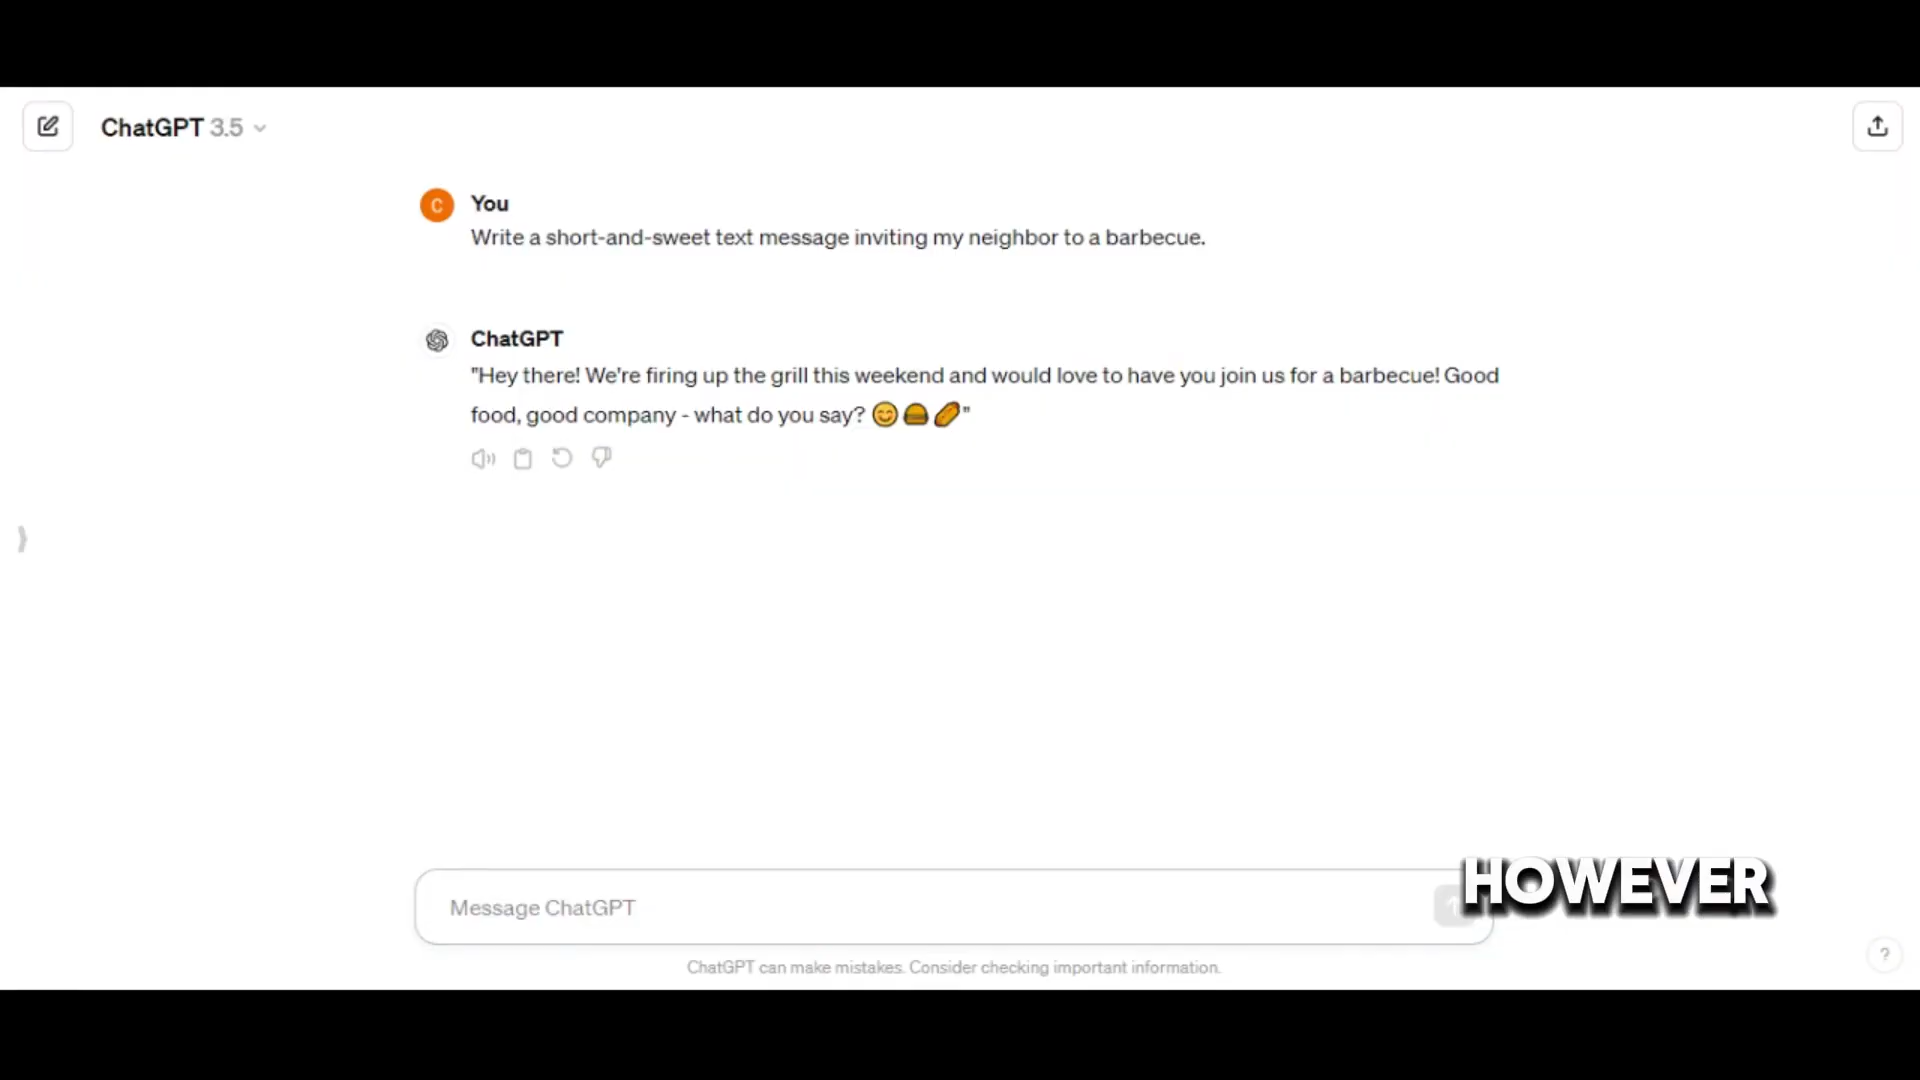 ChatGPT 3.5
C
You
Write a short-and-sweet text message inviting my neighbor to a barbecue.
ChatGPT
"Hey there! We're firing up the grill this weekend and would love to have you join us for a barbecue! Good
food, good company - what do you say? 😊🍔🌭"
Message ChatGPT
HOWEVER
ChatGPT can make mistakes. Consider checking important information.
?